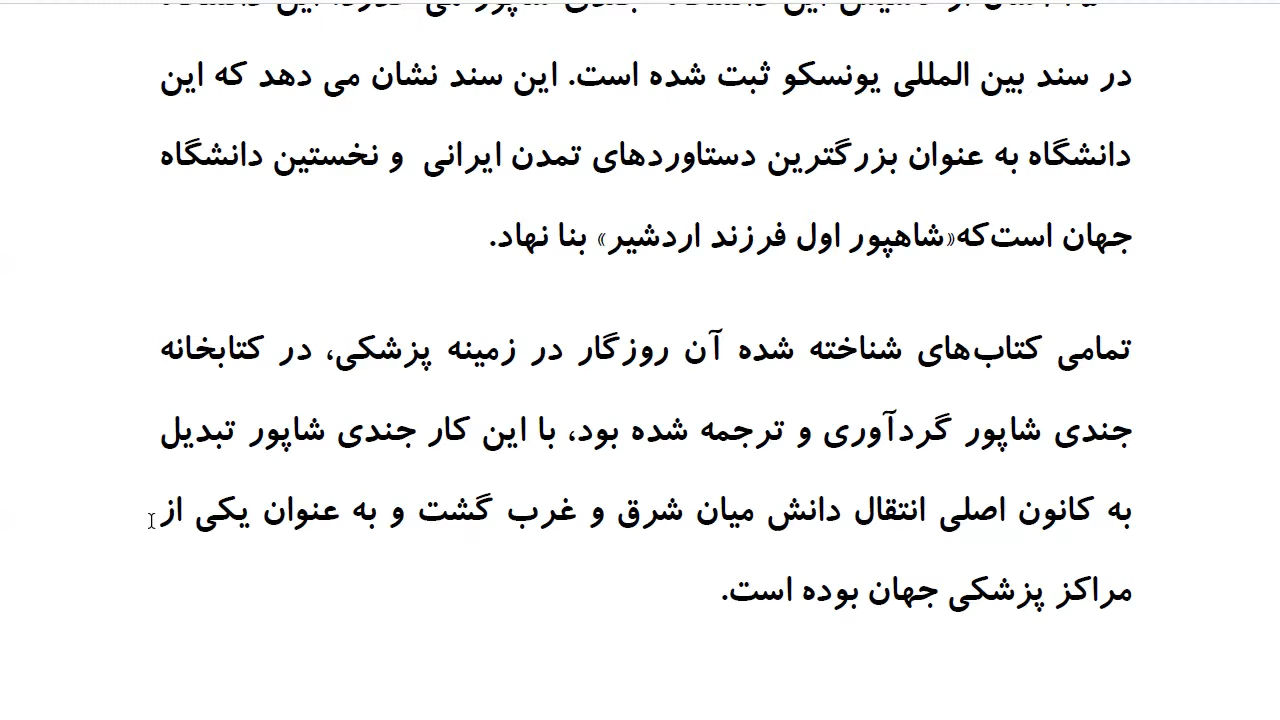 در سند بین المللی یونسکو ثبت شده است. این سند نشان می دهد که این
دانشگاه به عنوان بزرگترین دستاوردهای تمدن ایرانی و نخستین دانشگاه
جهان است‌که«شاهپور اول فرزند اردشیر» بنا نهاد.
تمامی کتاب‌های شناخته شده آن روزگار در زمینه پزشکی، در کتابخانه
جندی شاپور گردآوری و ترجمه شده بود، با این کار جندی شاپور تبدیل
به کانون اصلی انتقال دانش میان شرق و غرب گشت و به عنوان یکی از
مراکز پزشکی جهان بوده است.